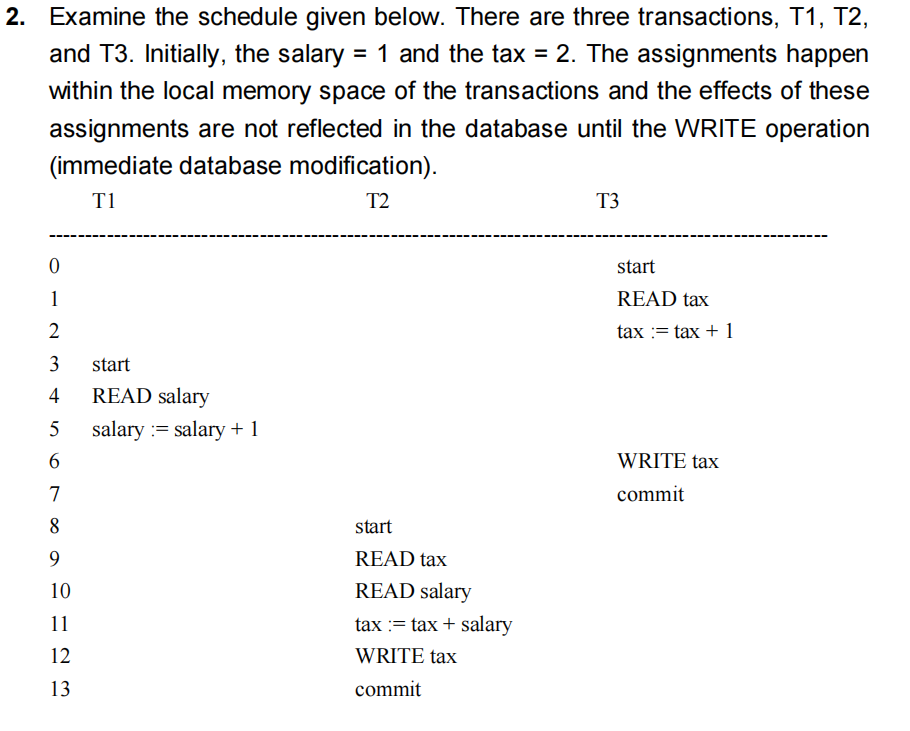 2. Examine the schedule given below. There are three transactions, T1, T2,
and T3. Initially, the salary = 1 and the tax = 2. The assignments happen
within the local memory space of the transactions and the effects of these
assignments are not reflected in the database until the WRITE operation
(immediate database modification).
T1 T2 T3
--------------------------------------------------------------------------------------------------------------
0 start
1 READ tax
2 tax := tax + 1
3 start
4 READ salary
5 salary := salary + 1
6 WRITE tax
7 commit
8 start
9 READ tax
10 READ salary
11 tax := tax + salary
12 WRITE tax
13 commit